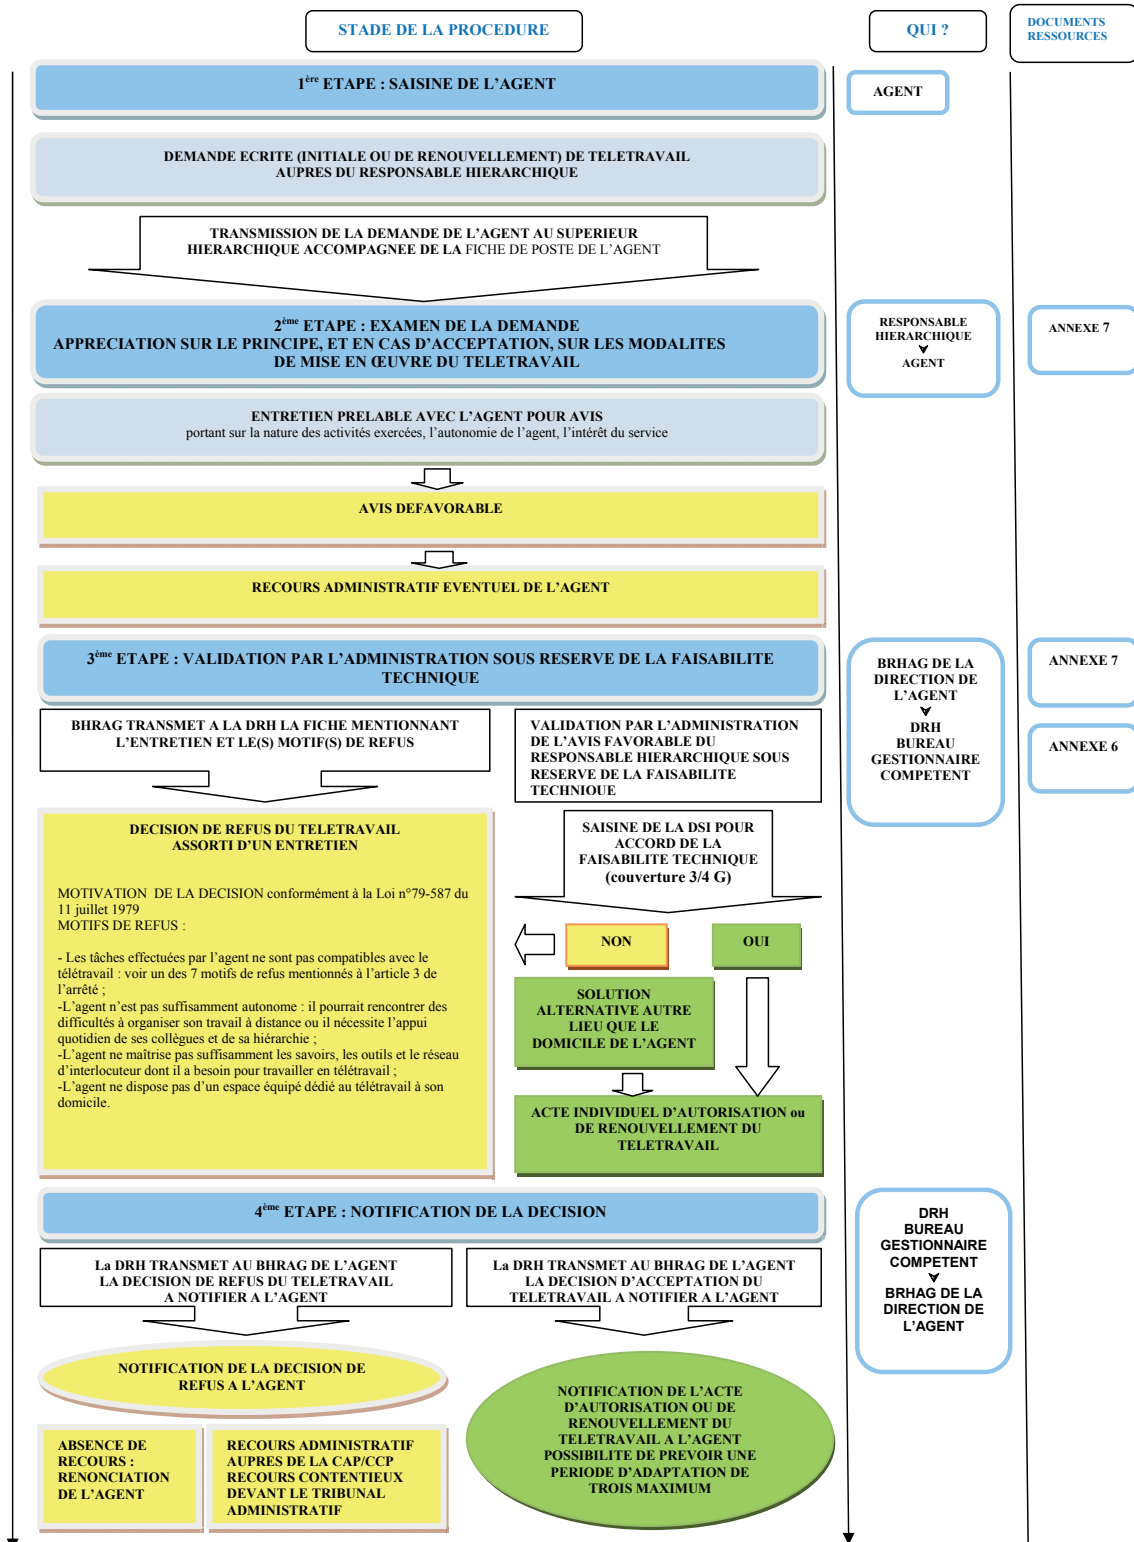 STADE DE LA PROCEDURE
QUI ?
DOCUMENTS
RESSOURCES
1ère ETAPE : SAISINE DE L'AGENT
AGENT
DEMANDE ECRITE (INITIALE OU DE RENOUVELLEMENT) DE TELETRAVAIL
AUPRES DU RESPONSABLE HIERARCHIQUE
TRANSMISSION DE LA DEMANDE DE L'AGENT AU SUPERIEUR
HIERARCHIQUE ACCOMPAGNEE DE LA FICHE DE POSTE DE L'AGENT
2ème ETAPE : EXAMEN DE LA DEMANDE
APPRECIATION SUR LE PRINCIPE, ET EN CAS D'ACCEPTATION, SUR LES MODALITES
DE MISE EN ŒUVRE DU TELETRAVAIL
RESPONSABLE
HIERARCHIQUE
AGENT
ANNEXE 7
ENTRETIEN PRELABLE AVEC L'AGENT POUR AVIS
portant sur la nature des activités exercées, l'autonomie de l'agent, l'intérêt du service
AVIS DEFAVORABLE
RECOURS ADMINISTRATIF EVENTUEL DE L'AGENT
3ème ETAPE : VALIDATION PAR L'ADMINISTRATION SOUS RESERVE DE LA FAISABILITE
TECHNIQUE
BRHAG DE LA
DIRECTION DE
L'AGENT
DRH
BUREAU
GESTIONNAIRE
COMPETENT
ANNEXE 7
ANNEXE 6
BHRAG TRANSMET A LA DRH LA FICHE MENTIONNANT
L'ENTRETIEN ET LE(S) MOTIF(S) DE REFUS
VALIDATION PAR L'ADMINISTRATION
DE L'AVIS FAVORABLE DU
RESPONSABLE HIERARCHIQUE SOUS
RESERVE DE LA FAISABILITE
TECHNIQUE
DECISION DE REFUS DU TELETRAVAIL
ASSORTI D'UN ENTRETIEN
MOTIVATION DE LA DECISION conformément à la Loi n°79-587 du
11 juillet 1979
MOTIFS DE REFUS :
- Les tâches effectuées par l'agent ne sont pas compatibles avec le
télétravail : voir un des 7 motifs de refus mentionnés à l'article 3 de
l'arrêté ;
-L'agent n'est pas suffisamment autonome : il pourrait rencontrer des
difficultés à organiser son travail à distance ou il nécessite l'appui
quotidien de ses collègues et de sa hiérarchie ;
-L'agent ne maîtrise pas suffisamment les savoirs, les outils et le réseau
d'interlocuteur dont il a besoin pour travailler en télétravail ;
-L'agent ne dispose pas d'un espace équipé dédié au télétravail à son
domicile.
SAISINE DE LA DSI POUR
ACCORD DE LA
FAISABILITE TECHNIQUE
(couverture 3/4 G)
NON
OUI
SOLUTION
ALTERNATIVE AUTRE
LIEU QUE LE
DOMICILE DE L'AGENT
ACTE INDIVIDUEL D'AUTORISATION ou
DE RENOUVELLEMENT DU
TELETRAVAIL
4ème ETAPE : NOTIFICATION DE LA DECISION
DRH
BUREAU
GESTIONNAIRE
COMPETENT
BRHAG DE LA
DIRECTION DE
L'AGENT
La DRH TRANSMET AU BHRAG DE L'AGENT
LA DECISION DE REFUS DU TELETRAVAIL
A NOTIFIER A L'AGENT
La DRH TRANSMET AU BHRAG DE L'AGENT
LA DECISION D'ACCEPTATION DU
TELETRAVAIL A NOTIFIER A L'AGENT
NOTIFICATION DE LA DECISION DE
REFUS A L'AGENT
NOTIFICATION DE L'ACTE
D'AUTORISATION OU DE
RENOUVELLEMENT DU
TELETRAVAIL A L'AGENT
POSSIBILITE DE PREVOIR UNE
PERIODE D'ADAPTATION DE
TROIS MAXIMUM
ABSENCE DE
RECOURS :
RENONCIATION
DE L'AGENT
RECOURS ADMINISTRATIF
AUPRES DE LA CAP/CCP
RECOURS CONTENTIEUX
DEVANT LE TRIBUNAL
ADMINISTRATIF